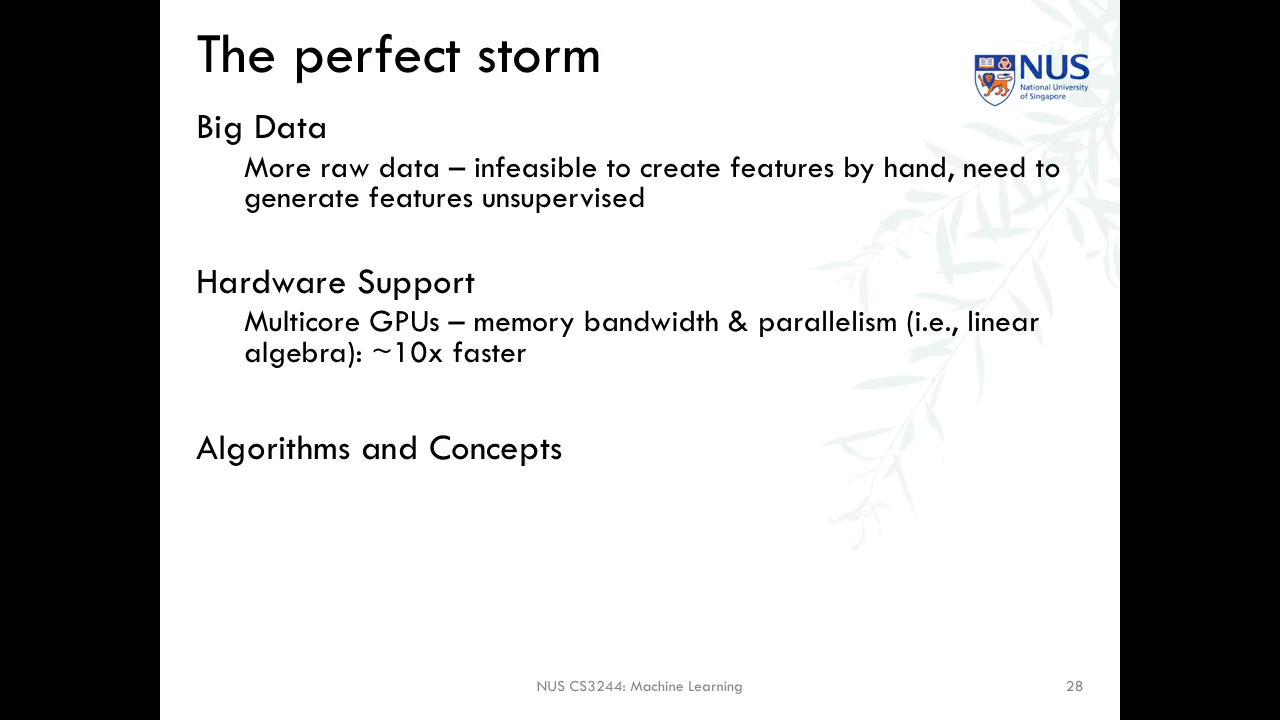 The perfect storm
NUS
National University
of Singapore
Big Data
More raw data – infeasible to create features by hand, need to
generate features unsupervised
Hardware Support
Multicore GPUs – memory bandwidth & parallelism (i.e., linear
algebra): ~10x faster
Algorithms and Concepts
NUS CS3244: Machine Learning
28